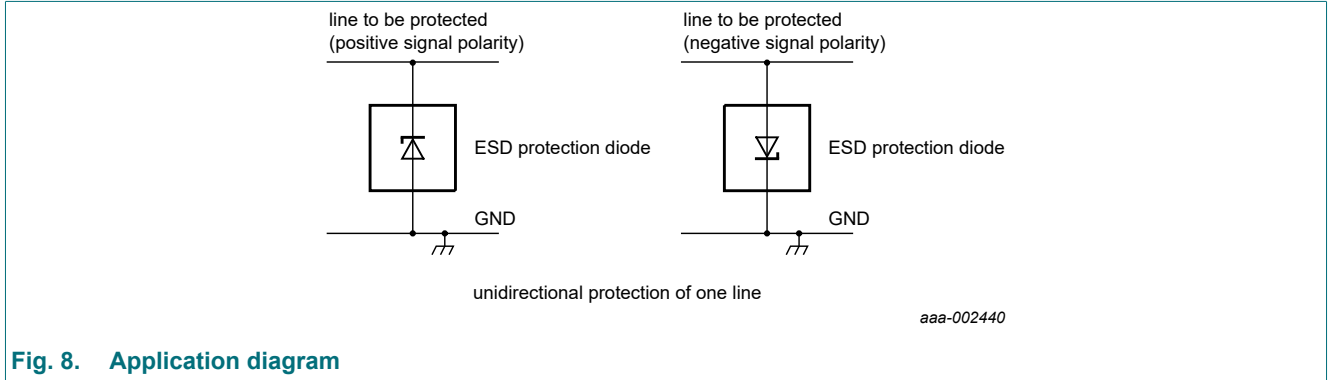 line to be protected
(positive signal polarity)
ESD protection diode
GND
line to be protected
(negative signal polarity)
ESD protection diode
GND
unidirectional protection of one line
aaa-002440
Fig. 8. Application diagram